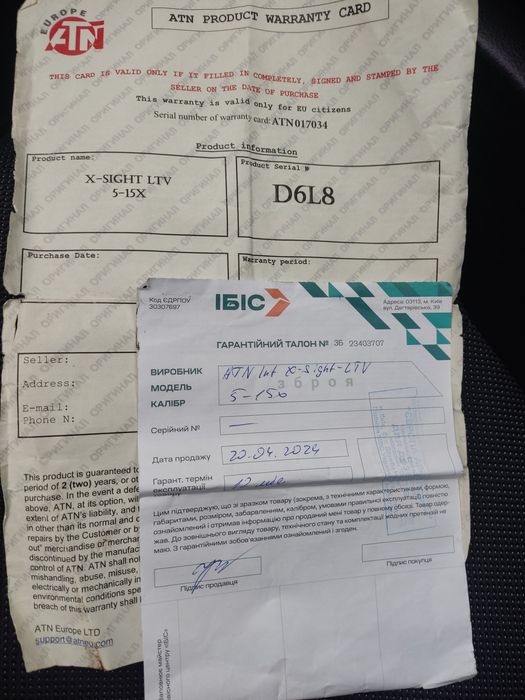 EUROPE
ATN
ATN PRODUCT WARRANTY CARD
THIS CARD IS VALID ONLY IF IT FILLED IN COMPLETELY, SIGNED AND STAMPED BY THE
SELLER ON THE DATE OF PURCHASE
This warranty is valid only for EU citizens
Serial number of warranty card: ATN017034
Product information
Product name:
X-SIGHT LTV
5-15X
Product Serial #
D6L8
Purchase Date:
Warranty period:
Seller:
Address:
E-mail:
Phone N:
This product is guaranteed to
period of 2 (two) years, or ot
purchase. In the event a defe
above, ATN, at its option, will
extent of ATN's liability, and
In other than its normal and c
repairs by the Customer or by
out" merchandise or merchan
discontinued by the manufac
control of ATN. ATN shall not
mishandling, abuse, misuse,
electrically or mechanically in
environmental conditions spe
breach of this warranty shall
ATN Europe LTD
support@atneu.com
Код ЄДРПОУ
30307697
ІБІС
Адреса: 03113, м. Київ
вул. Дегтярівська, 39
ГАРАНТІЙНИЙ ТАЛОН № ЗБ 23403707
ВИРОБНИК
МОДЕЛЬ
КАЛІБР
ATN Int X-Sight-LTV
зброя
Серійний № —
Дата продажу 20.04.2024
Гарант. термін
експлуатації
Цим підтверджую, що зі зразком товару (зокрема, з технічними характеристиками, формою,
габаритами, розміром, забарвленням, калібром, умовами правильної експлуатації) повністю
ознайомлений і отримав інформацію про проданий мені товар у повному обсязі. Товар одер-
жав. До зовнішнього вигляду товару, технічного стану та комплектації жодних претензій не
маю. З гарантійними зобов'язаннями ознайомлений і згоден.
Підпис продавця
Підпис покупця
Заповнює майстер
сервісного центру «ІБІС»